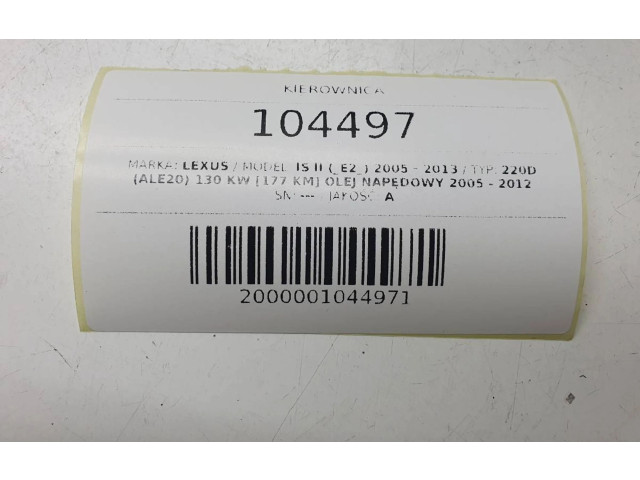 KIEROWNICA
104497
MARKA: LEXUS / MODEL: IS II (_E2_) 2005 - 2013 / TYP: 220D
(ALE20) 130 KW [177 KM] OLEJ NAPĘDOWY 2005 - 2012
SN: --- JAKOŚĆ: A
2000001044971